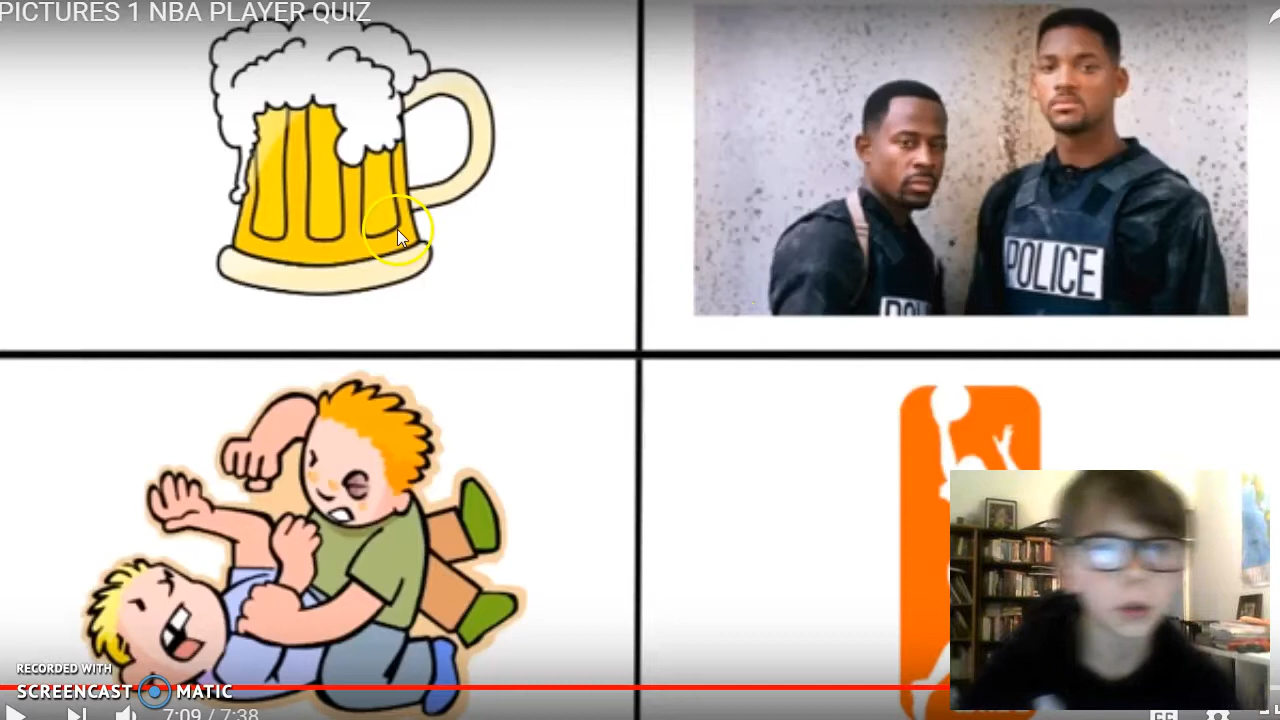 PICTURES 1 NBA PLAYER QUIZ
POLICE
RECORDED WITH
SCREENCAST MATIC
7:09 / 7:38